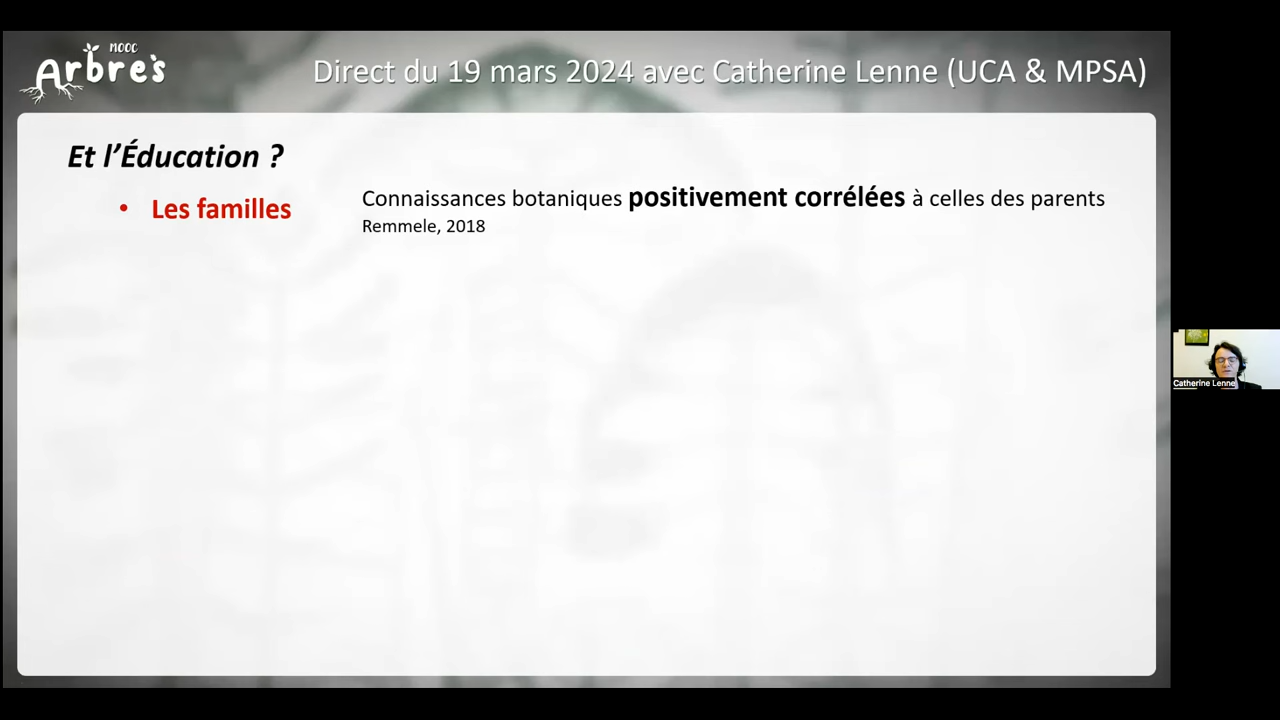 MOOC
Arbre's
Direct du 19 mars 2024 avec Catherine Lenne (UCA & MPSA)
Et l'Éducation ?
• Les familles
Connaissances botaniques positivement corrélées à celles des parents
Remmele, 2018
Catherine Lenne